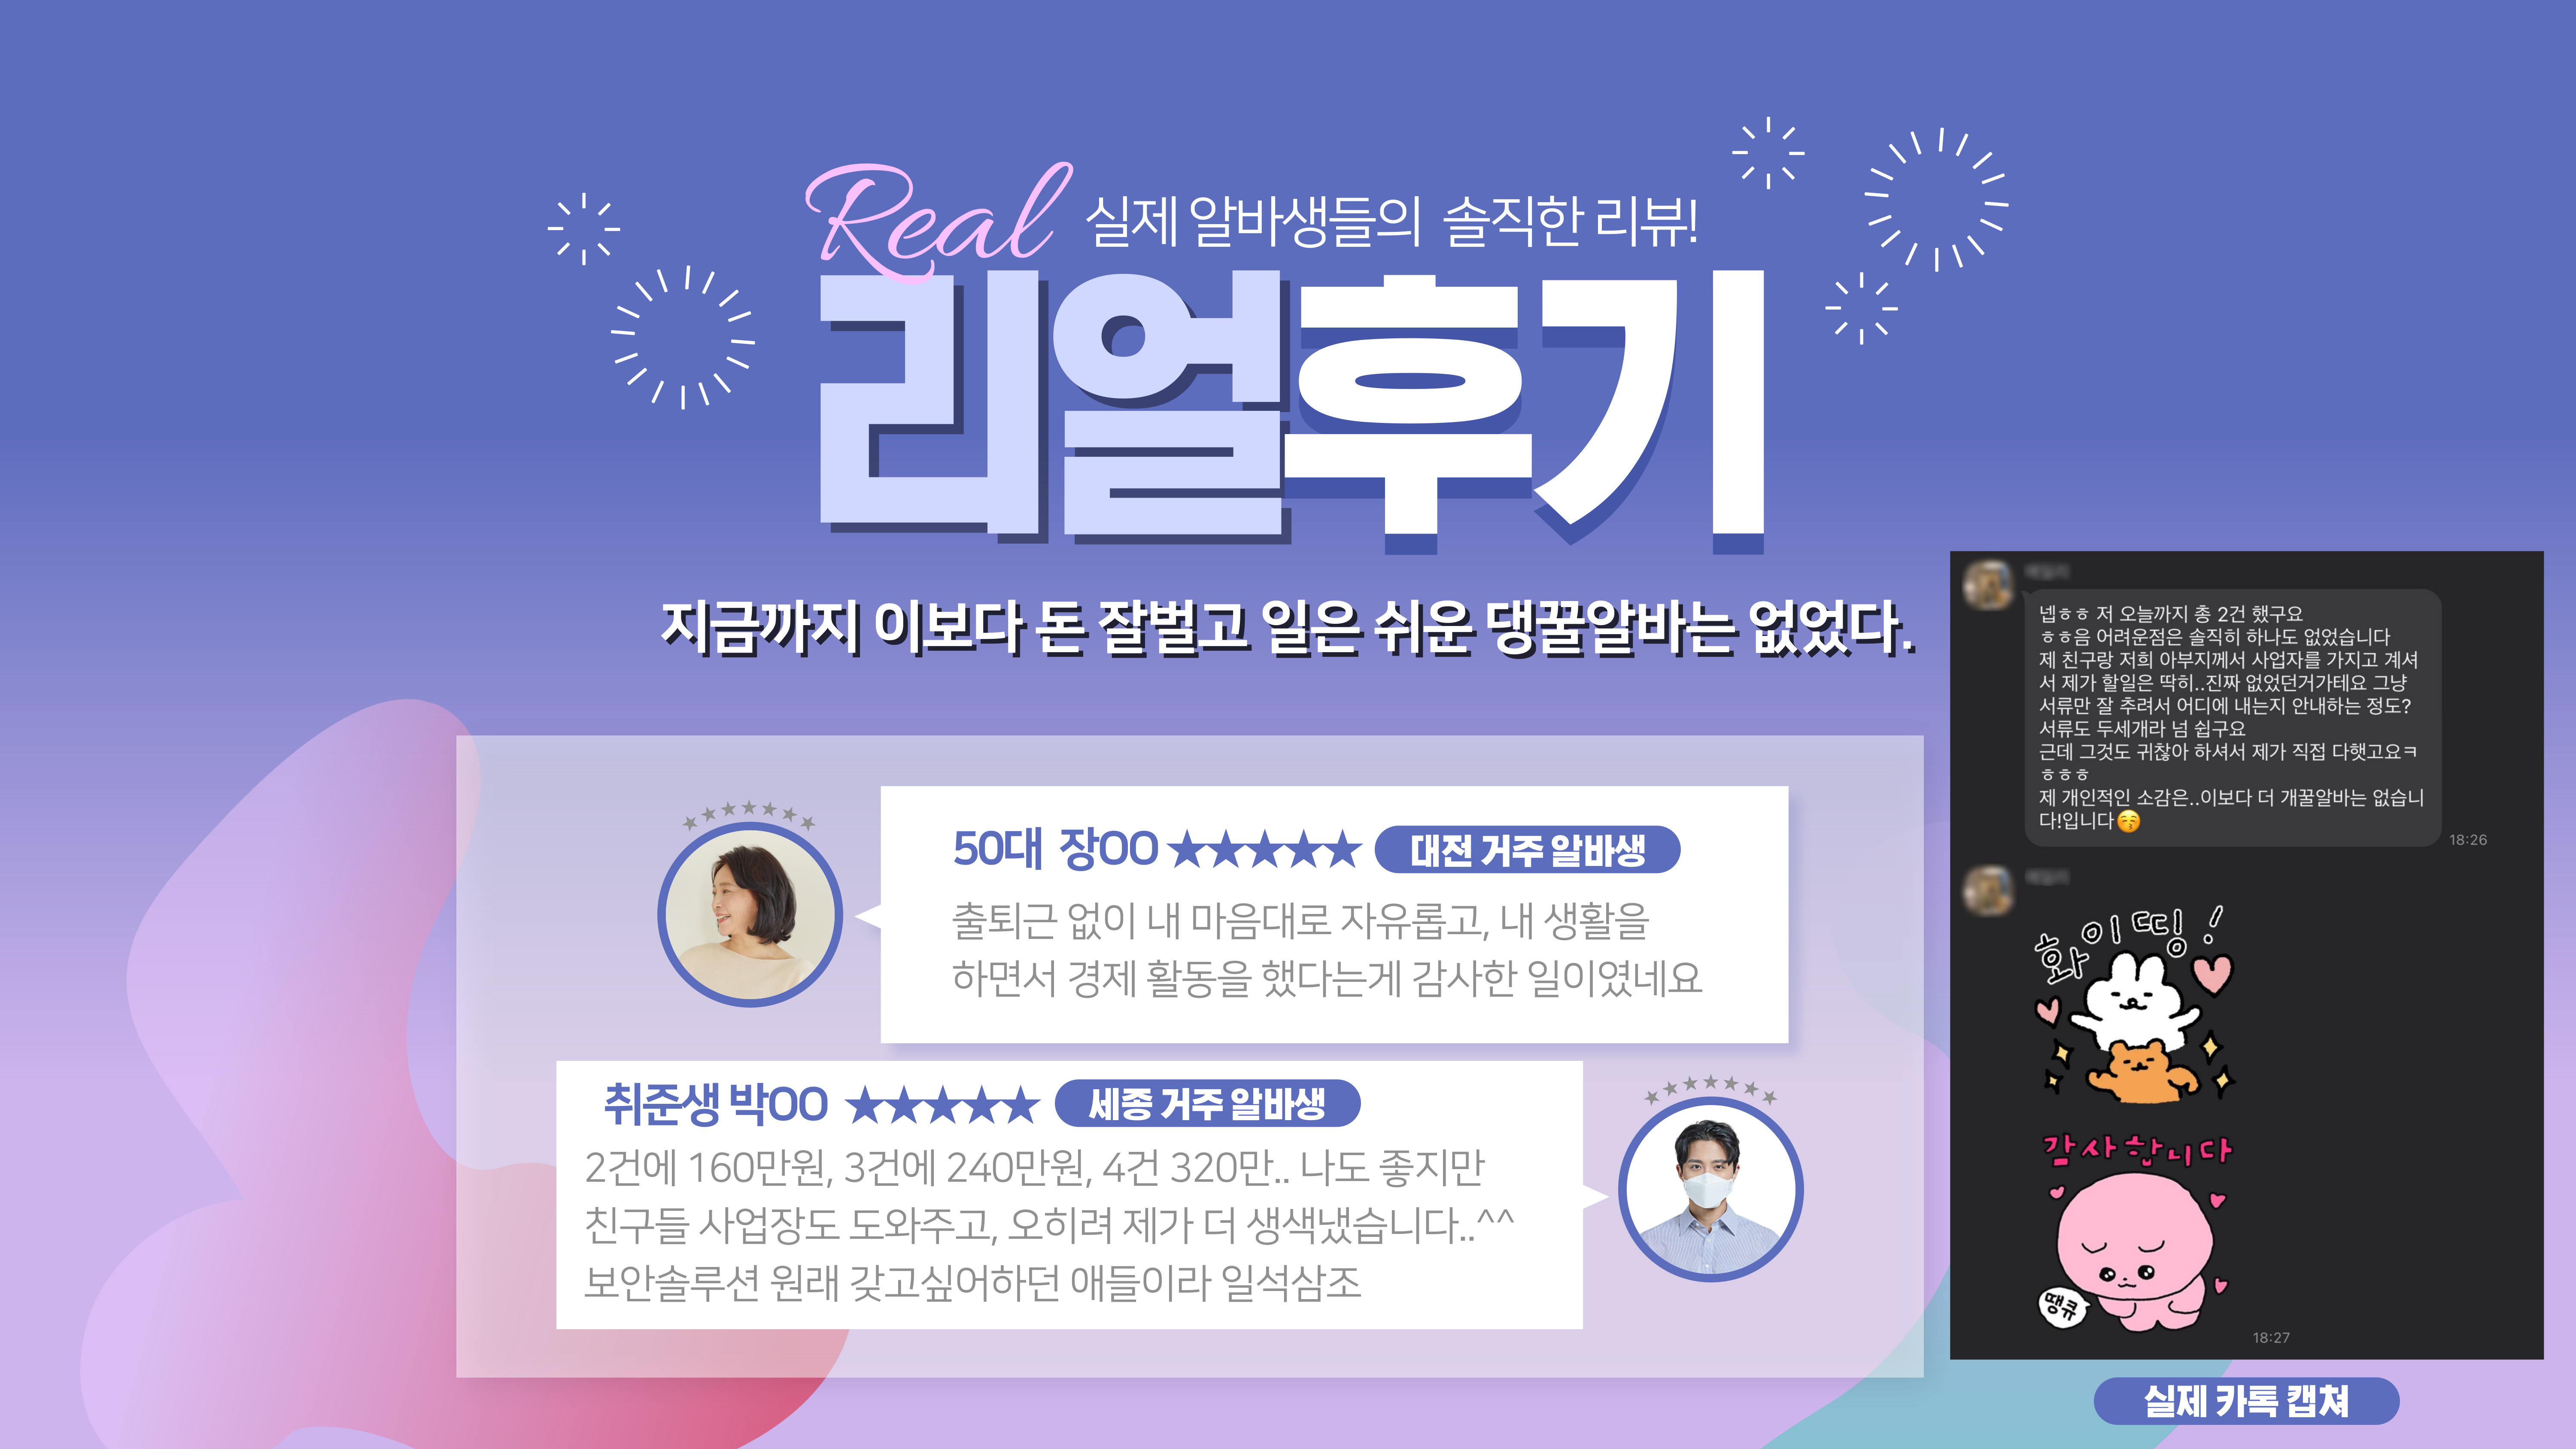 Real 실제 알바생들의 솔직한 리뷰!
리얼후기
지금까지 이보다 돈 잘벌고 일은 쉬운 댕꿀알바는 없었다.
50대 장OO ★★★★★ 대전 거주 알바생
출퇴근 없이 내 마음대로 자유롭고, 내 생활을
하면서 경제 활동을 했다는게 감사한 일이였네요
취준생 박OO ★★★★★ 세종 거주 알바생
2건에 160만원, 3건에 240만원, 4건 320만.. 나도 좋지만
친구들 사업장도 도와주고, 오히려 제가 더 생색냈습니다..^^
보안솔루션 원래 갖고싶어하던 애들이라 일석삼조
넵ㅎㅎ 저 오늘까지 총 2건 했구요
ㅎㅎ음 어려운점은 솔직히 하나도 없었습니다
제 친구랑 저희 아부지께서 사업자를 가지고 계셔
서 제가 할일은 딱히..진짜 없었던거가테요 그냥
서류만 잘 추려서 어디에 내는지 안내하는 정도?
서류도 두세개라 넘 쉽구요
근데 그것도 귀찮아 하셔서 제가 직접 다햇고요ㅋ
ㅎㅎㅎ
제 개인적인 소감은..이보다 더 개꿀알바는 없습니
다!입니다😚
18:26
화이띵!
감사합니다
땡큐
18:27
실제 카톡 캡쳐